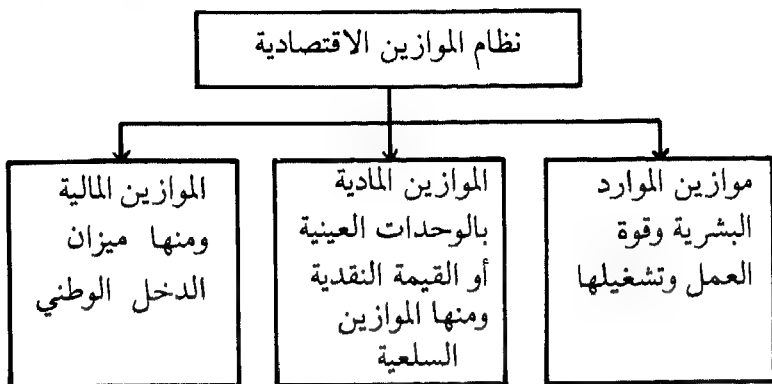 نظام الموازين الاقتصادية
موازين الموارد
البشرية وقوة
العمل وتشغيلها
الموازين المادية
بالوحدات العينية
أو القيمة النقدية
ومنها الموازين
السلعية
الموازين المالية
ومنها ميزان
الدخل الوطني